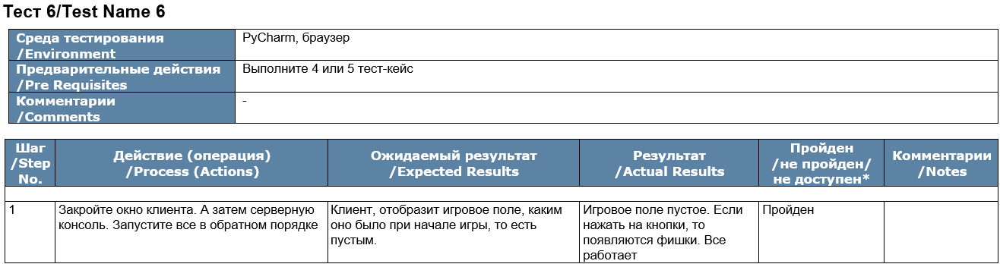 Тест 6/Test Name 6
Среда тестирования
/Environment
PyCharm, браузер
Предварительные действия
/Pre Requisites
Выполните 4 или 5 тест-кейс
Комментарии
/Comments
-
Шаг
/Step
No.
Действие (операция)
/Process (Actions)
Ожидаемый результат
/Expected Results
Результат
/Actual Results
Пройден
/не пройден/
не доступен*
Комментарии
/Notes
1
Закройте окно клиента. А затем серверную
консоль. Запустите все в обратном порядке
Клиент, отобразит игровое поле, каким
оно было при начале игры, то есть
пустым.
Игровое поле пустое. Если
нажать на кнопки, то
появляются фишки. Все
работает
Пройден